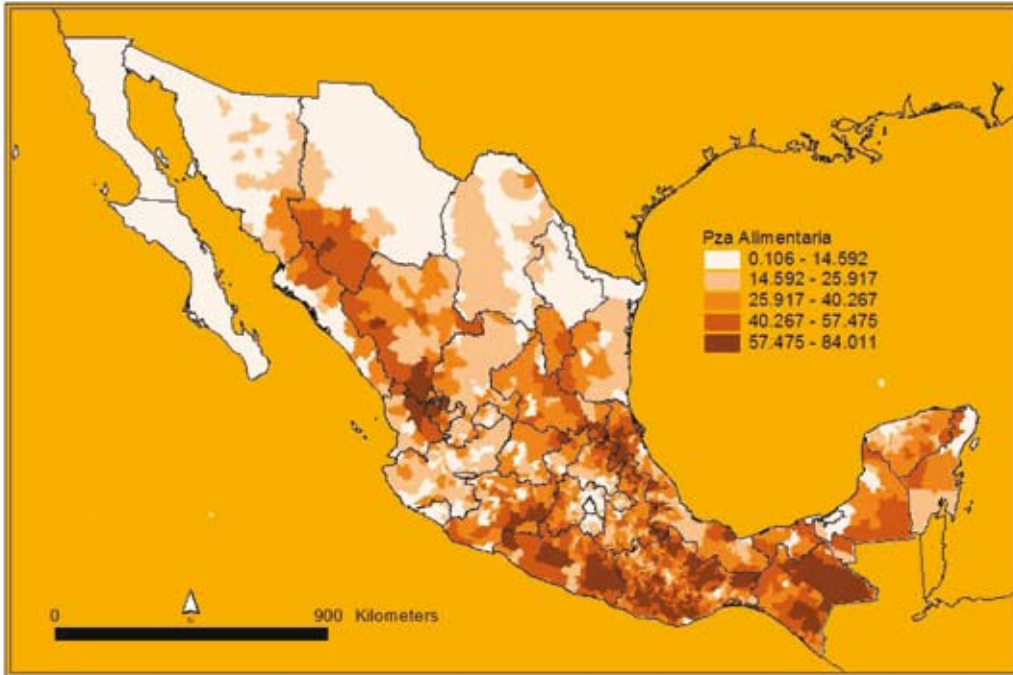 Pza Alimentaria
0.106 - 14.592
14.592 - 25.917
25.917 - 40.267
40.267 - 57.475
57.475 - 84.011
0 900 Kilometers